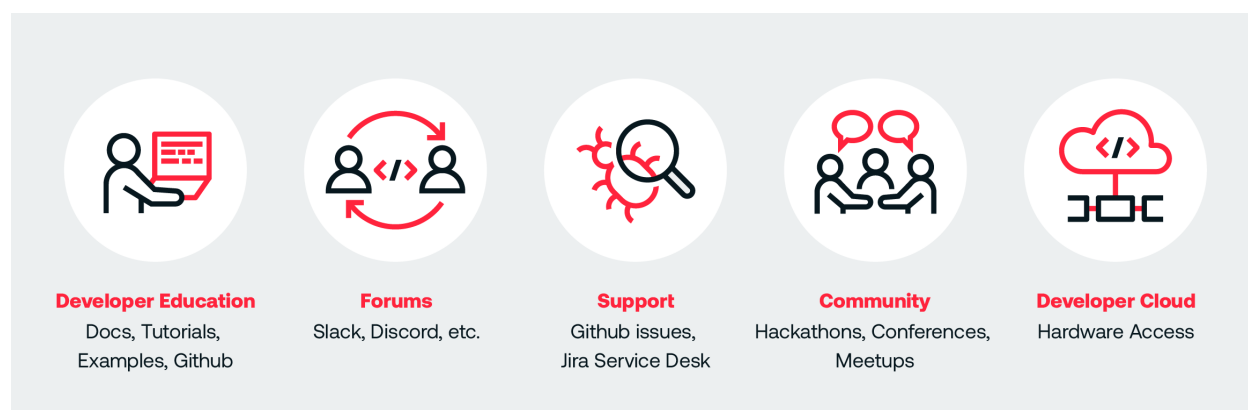 Developer Education
Docs, Tutorials,
Examples, Github
Forums
Slack, Discord, etc.
Support
Github issues,
Jira Service Desk
Community
Hackathons, Conferences,
Meetups
Developer Cloud
Hardware Access